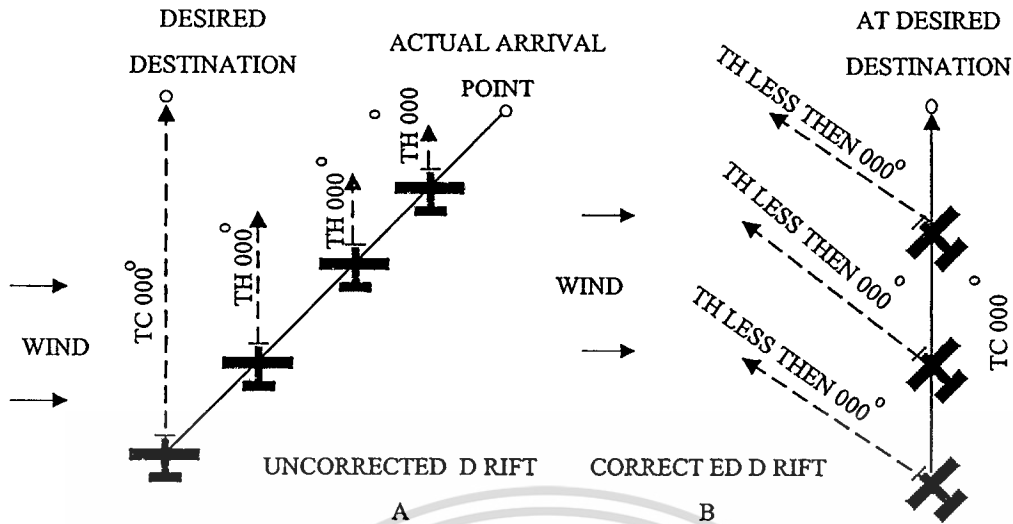 DESIRED
DESTINATION
ACTUAL ARRIVAL
POINT
TC 000°
TH 000°
TH 000°
TH 000°
WIND
UNCORRECTED D RIFT
A
AT DESIRED
DESTINATION
TH LESS THEN 000°
TH LESS THEN 000°
TH LESS THEN 000°
WIND
TC 000°
CORRECT ED D RIFT
B